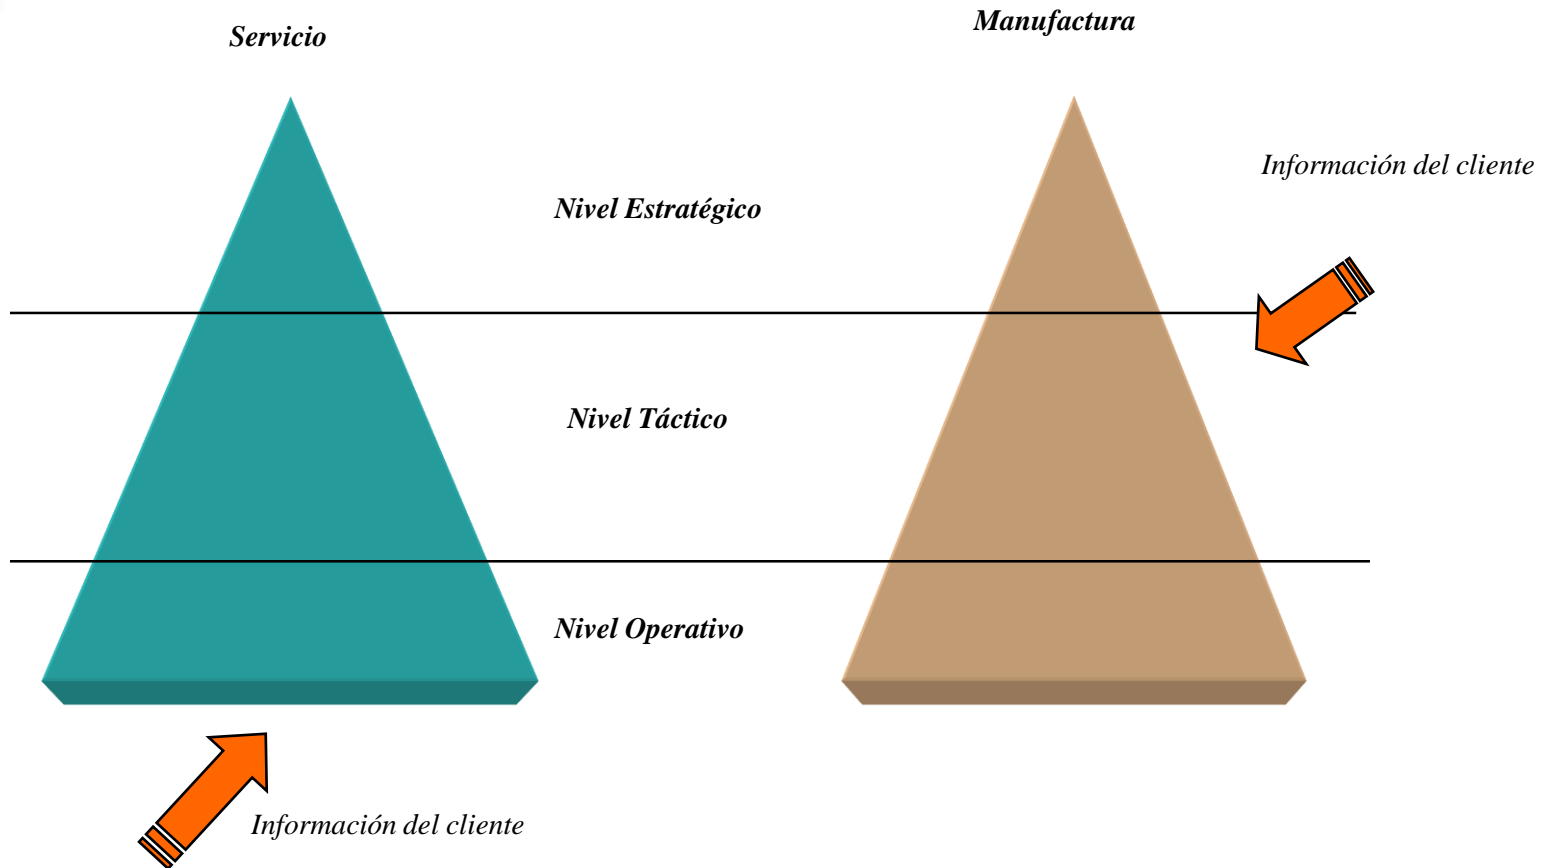 Servicio
Manufactura
Información del cliente
Nivel Estratégico
Nivel Táctico
Nivel Operativo
Información del cliente